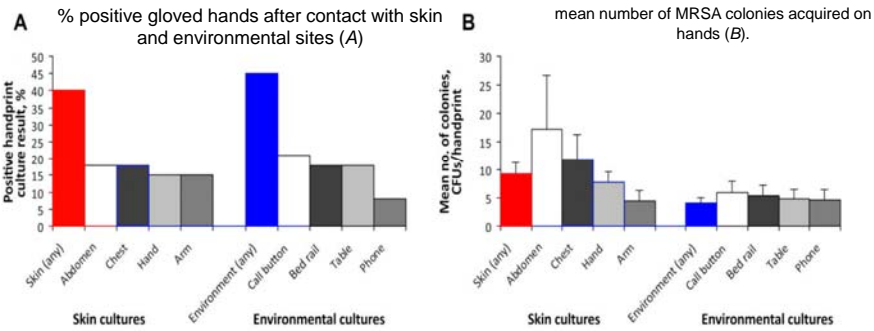 A
% positive gloved hands after contact with skin
and environmental sites (A)
Positive handprint
culture result, %
50
45
40
35
30
25
20
15
10
5
0
Skin (any)
Abdomen
Chest
Hand
Arm
Environment (any)
Call button
Bed rail
Table
Phone
Skin cultures
Environmental cultures
B
mean number of MRSA colonies acquired on
hands (B).
Mean no. of colonies,
CFUs/handprint
30
25
20
15
10
5
0
Skin (any)
Abdomen
Chest
Hand
Arm
Environment (any)
Call button
Bed rail
Table
Phone
Skin cultures
Environmental cultures